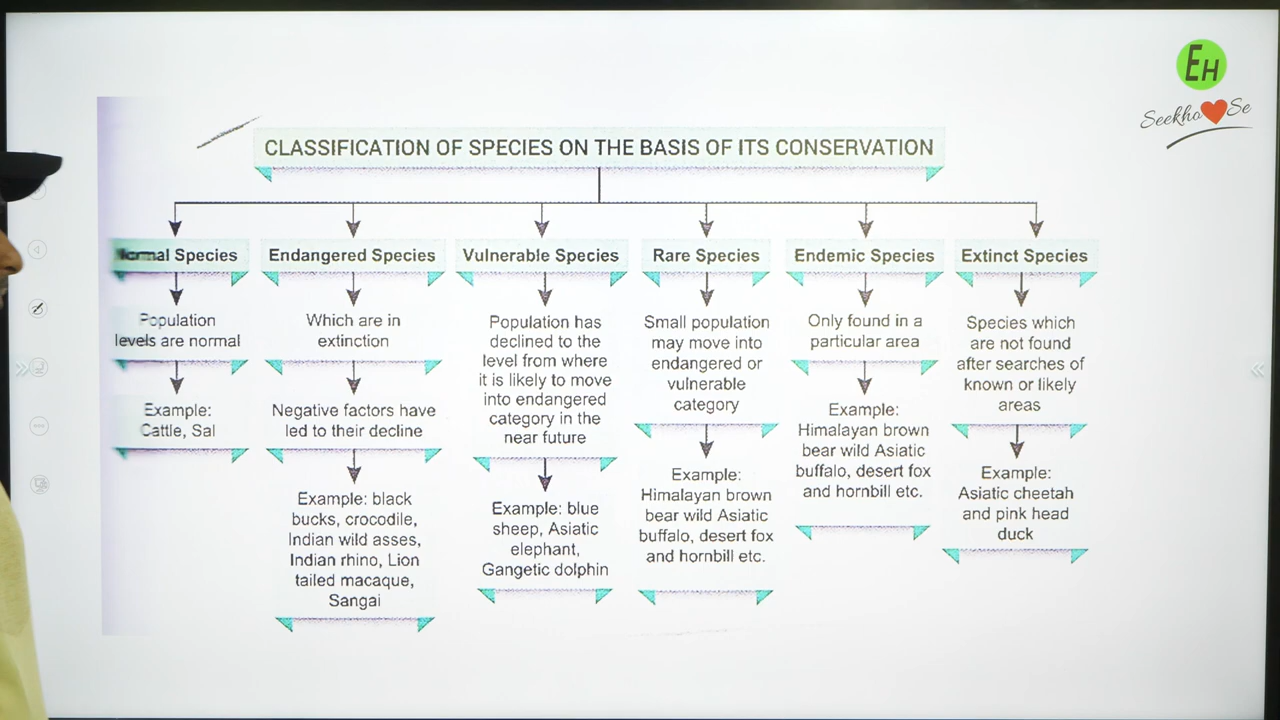 EH
Seekho Se
CLASSIFICATION OF SPECIES ON THE BASIS OF ITS CONSERVATION
Normal Species
Population
levels are normal
Example:
Cattle, Sal
Endangered Species
Which are in
extinction
Negative factors have
led to their decline
Example: black
bucks, crocodile,
Indian wild asses,
Indian rhino, Lion
tailed macaque,
Sangai
Vulnerable Species
Population has
declined to the
level from where
it is likely to move
into endangered
category in the
near future
Example: blue
sheep, Asiatic
elephant,
Gangetic dolphin
Rare Species
Small population
may move into
endangered or
vulnerable
category
Example:
Himalayan brown
bear wild Asiatic
buffalo, desert fox
and hornbill etc.
Endemic Species
Only found in a
particular area
Example:
Himalayan brown
bear wild Asiatic
buffalo, desert fox
and hornbill etc.
Extinct Species
Species which
are not found
after searches of
known or likely
areas
Example:
Asiatic cheetah
and pink head
duck